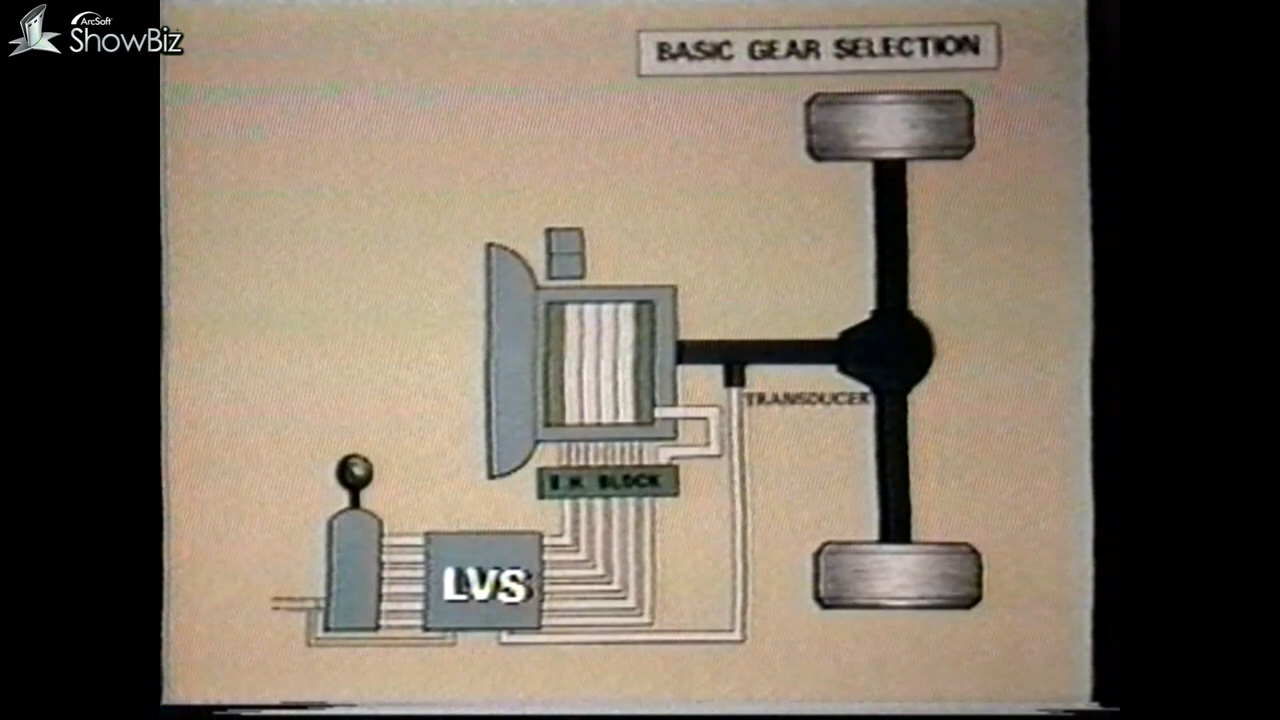 ArcSoft
ShowBiz
BASIC GEAR SELECTION
TRANSDUCER
E H BLOCK
LVS